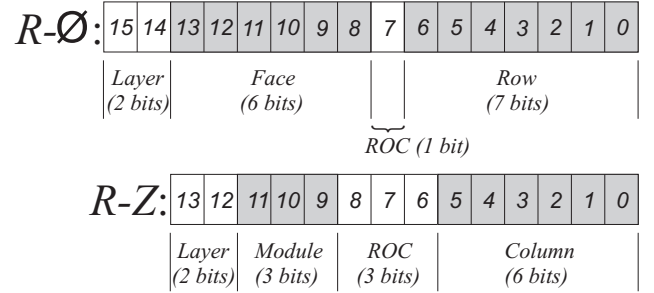 R-Ø: 15 14 13 12 11 10 9 8 7 6 5 4 3 2 1 0
Layer Face Row
(2 bits) (6 bits) (7 bits)
ROC (1 bit)
R-Z: 13 12 11 10 9 8 7 6 5 4 3 2 1 0
Layer Module ROC Column
(2 bits) (3 bits) (3 bits) (6 bits)